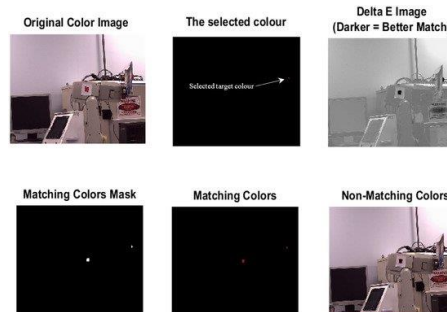 Original Color Image
The selected colour
Delta E Image
(Darker = Better Match
Selected target colour
Matching Colors Mask
Matching Colors
Non-Matching Colors